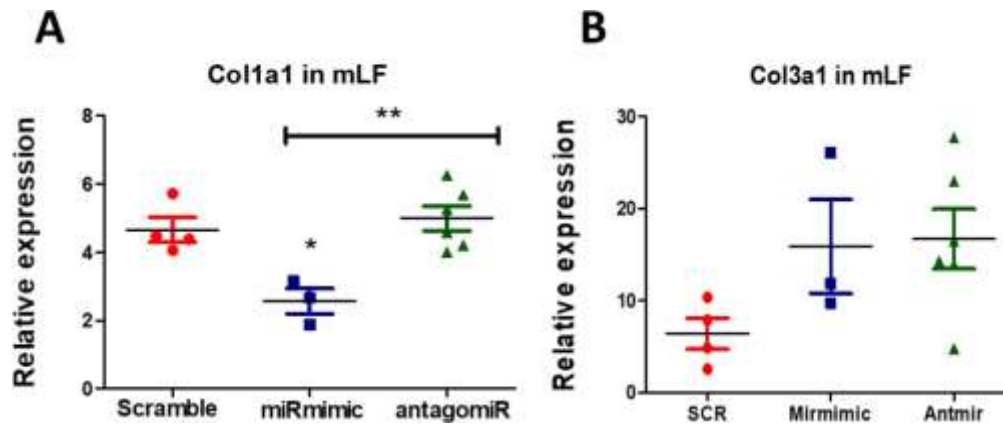 A
Col1a1 in mLF
Relative expression
8
6
4
2
0
**
*
Scramble
miRmimic
antagomiR
B
Col3a1 in mLF
Relative expression
30
20
10
0
SCR
Mirmimic
Antmir